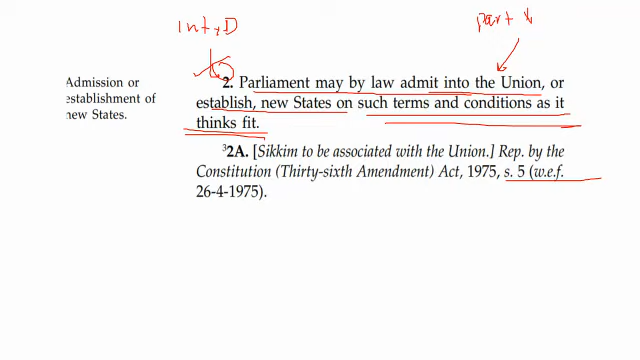 Int, D
part
Admission or
establishment of
new States.
2. Parliament may by law admit into the Union, or
establish, new States on such terms and conditions as it
thinks fit.
³2A. [Sikkim to be associated with the Union.] Rep. by the
Constitution (Thirty-sixth Amendment) Act, 1975, s. 5 (w.e.f.
26-4-1975).